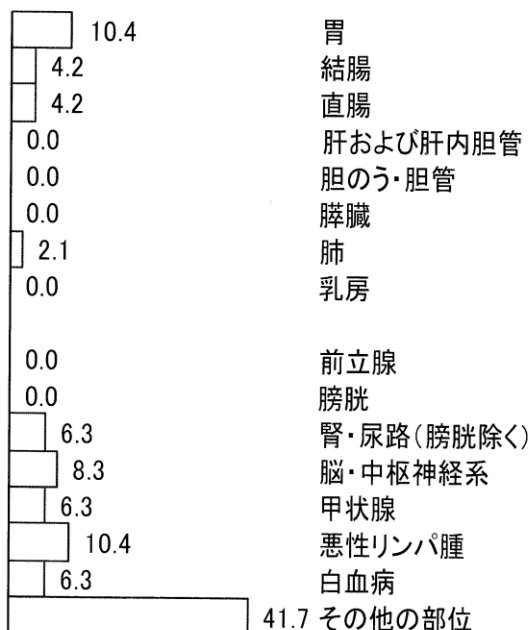 10.4 胃
4.2 結腸
4.2 直腸
0.0 肝および肝内胆管
0.0 胆のう・胆管
0.0 膵臓
2.1 肺
0.0 乳房
0.0 前立腺
0.0 膀胱
6.3 腎・尿路(膀胱除く)
8.3 脳・中枢神経系
6.3 甲状腺
10.4 悪性リンパ腫
6.3 白血病
41.7 その他の部位